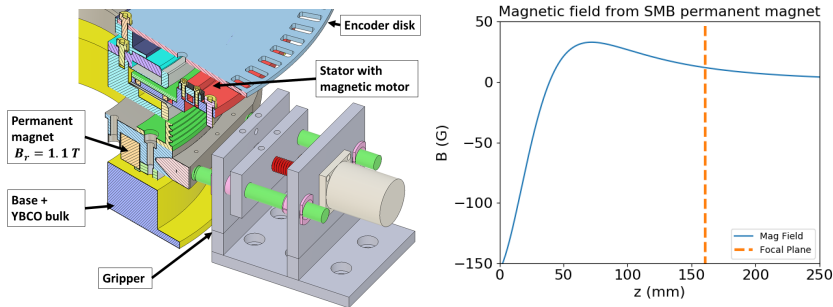 Encoder disk
Stator with
magnetic motor
Permanent
magnet
B_r = 1.1 T
Base +
YBCO bulk
Gripper
Magnetic field from SMB permanent magnet
50
0
−50
−100
−150
B (G)
0
50
100
150
200
250
z (mm)
Mag Field
Focal Plane